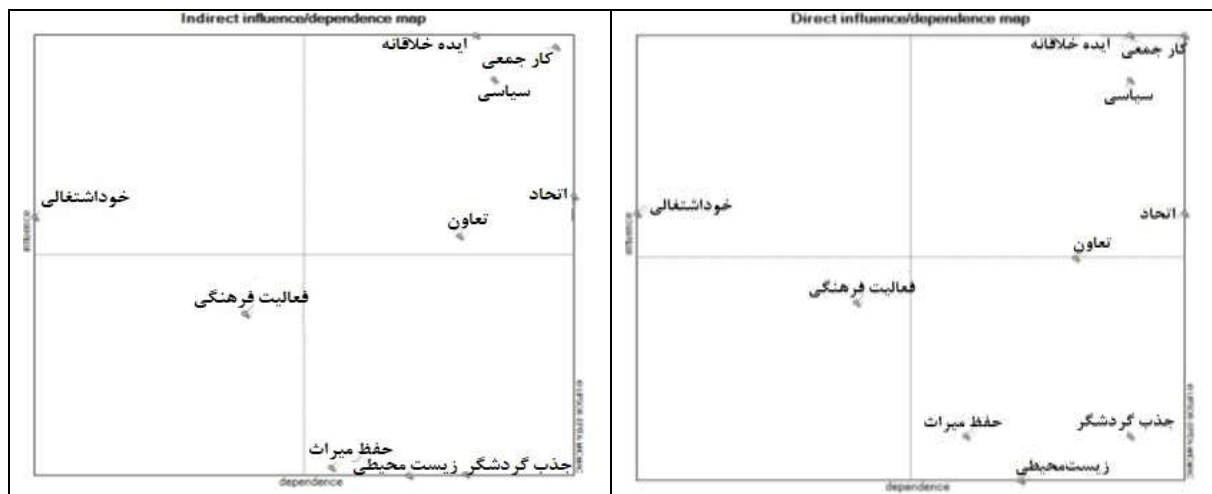 Indirect influence/dependence map
ایده خلاقانه
کار جمعی
سیاسی
اتحاد
خوداشتغالی
تعاون
influence
فعالیت فرهنگی
حفظ میراث
زیست محیطی
جذب گردشگر
dependence
Direct influence/dependence map
ایده خلاقانه
کار جمعی
سیاسی
خوداشتغالی
اتحاد
influence
تعاون
فعالیت فرهنگی
حفظ میراث
جذب گردشگر
زیست‌محیطی
dependence